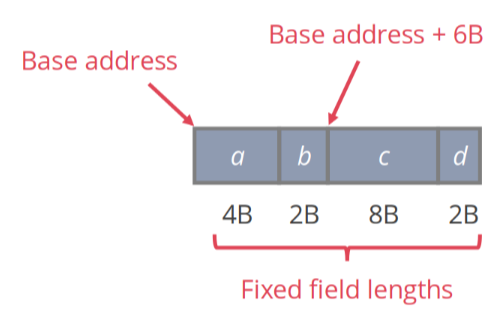 Base address + 6B
Base address
a b c d
4B 2B 8B 2B
Fixed field lengths